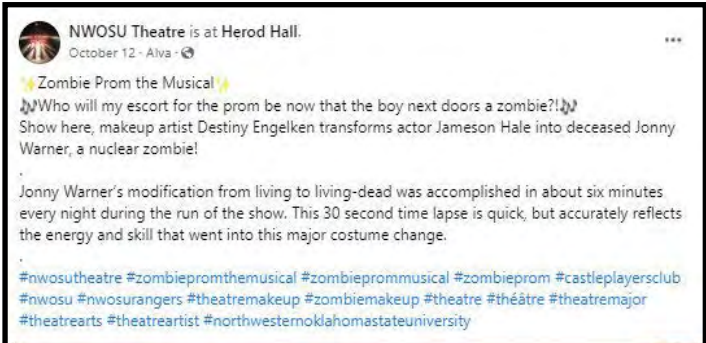 NWOSU Theatre is at Herod Hall.
October 12 · Alva ·
...
✨Zombie Prom the Musical✨
🎶Who will my escort for the prom be now that the boy next doors a zombie?!🎶
Show here, makeup artist Destiny Engelken transforms actor Jameson Hale into deceased Jonny
Warner, a nuclear zombie!
.
Jonny Warner's modification from living to living-dead was accomplished in about six minutes
every night during the run of the show. This 30 second time lapse is quick, but accurately reflects
the energy and skill that went into this major costume change.
.
#nwosutheatre #zombiepromthemusical #zombieprommusical #zombieprom #castleplayersclub
#nwosu #nwosurangers #theatremakeup #zombiemakeup #theatre #théâtre #theatremajor
#theatrearts #theatreartist #northwesternoklahomastateuniversity